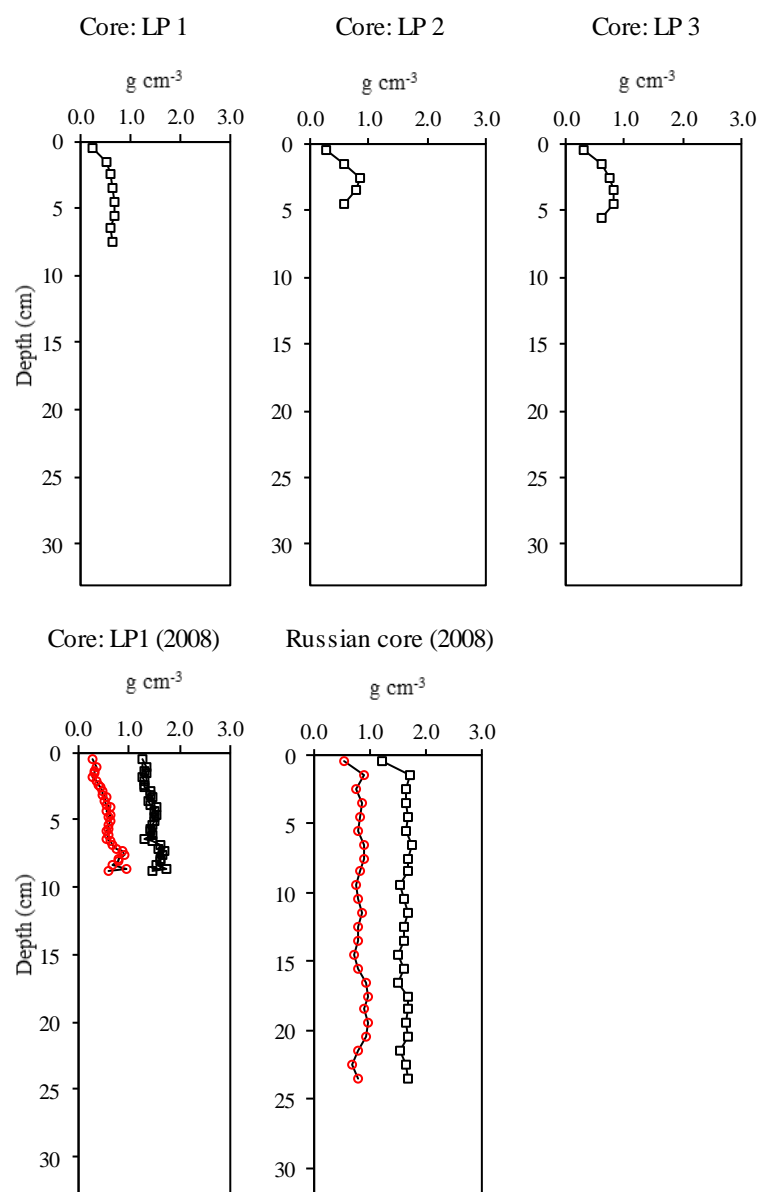 Core: LP 1 Core: LP 2 Core: LP 3
g cm-3 g cm-3 g cm-3
0.0 1.0 2.0 3.0 0.0 1.0 2.0 3.0 0.0 1.0 2.0 3.0
0 0 0
5 5 5
10 10 10
Depth (cm)
15 15 15
20 20 20
25 25 25
30 30 30
Core: LP1 (2008) Russian core (2008)
g cm-3 g cm-3
0.0 1.0 2.0 3.0 0.0 1.0 2.0 3.0
0 0
5 5
10 10
Depth (cm)
15 15
20 20
25 25
30 30